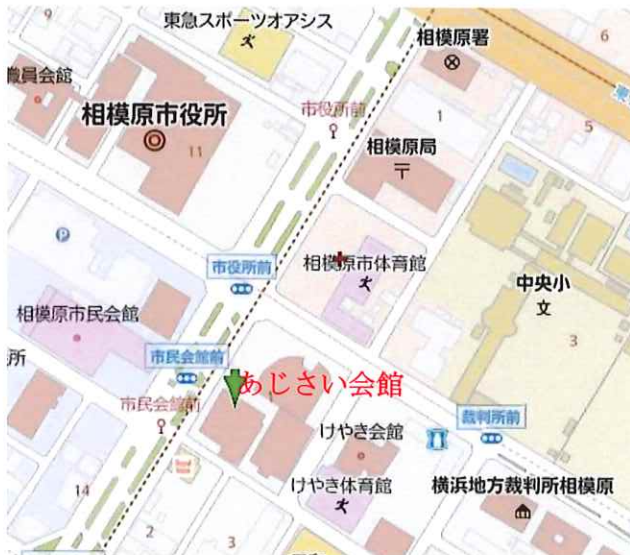 9
東急スポーツオアシス
相模原署
6
職員会館
東
相模原市役所
市役所前
1
5
11
相模原局
〒
P
市役所前
相模原市体育館
中央小
文
相模原市民会館
3
市民会館前
所
あじさい会館
市民会館前
裁判所前
けやき会館
14
けやき体育館
横浜地方裁判所相模原
2
3